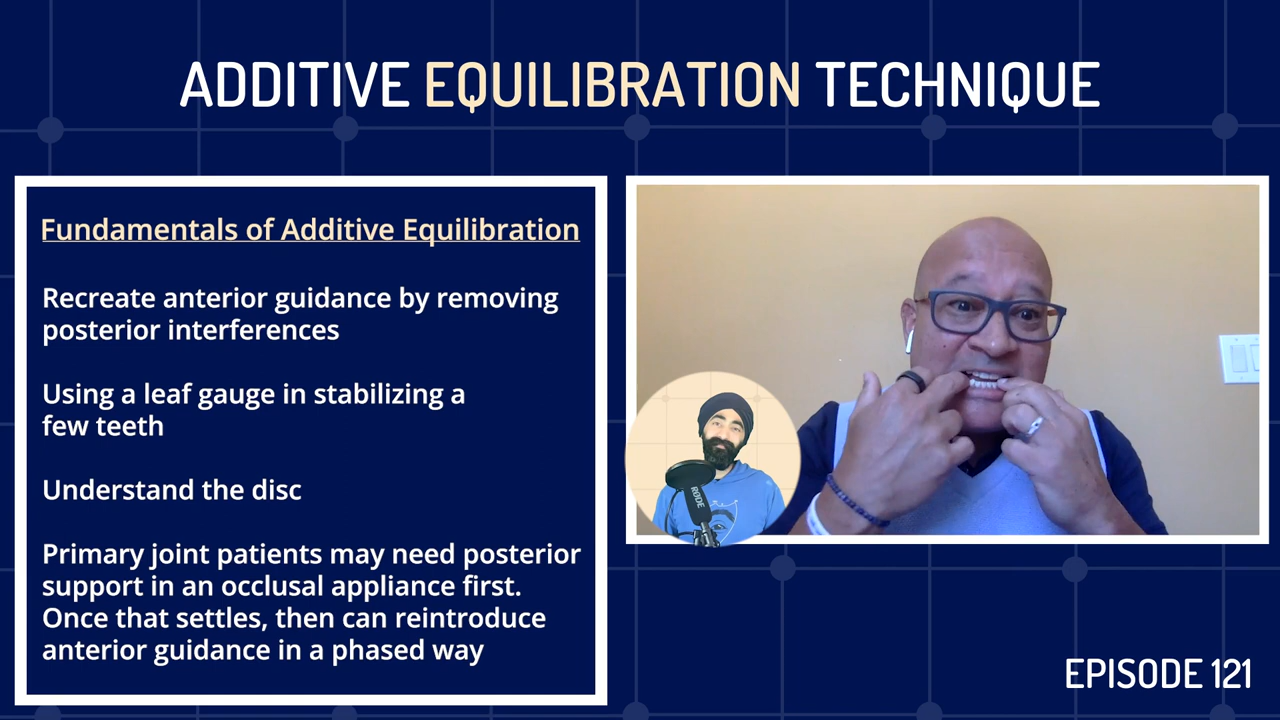 ADDITIVE EQUILIBRATION TECHNIQUE
Fundamentals of Additive Equilibration
Recreate anterior guidance by removing
posterior interferences
Using a leaf gauge in stabilizing a
few teeth
Understand the disc
Primary joint patients may need posterior
support in an occlusal appliance first.
Once that settles, then can reintroduce
anterior guidance in a phased way
RØDE
EPISODE 121